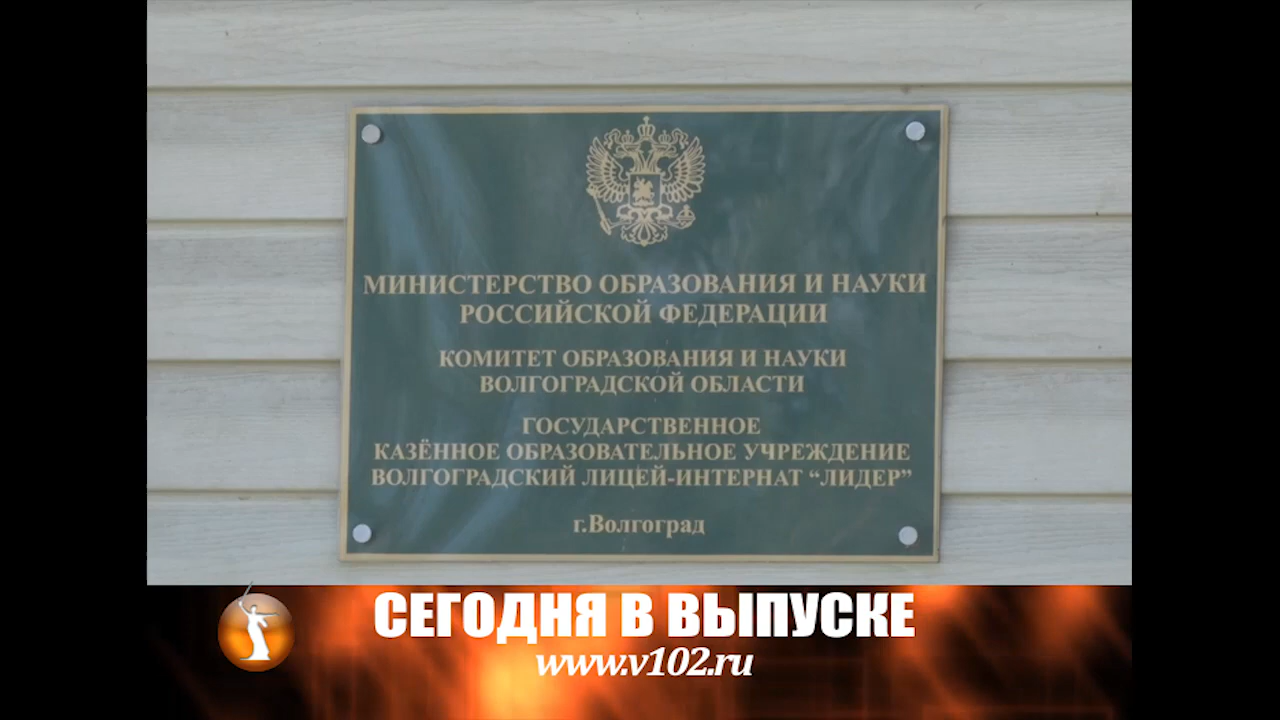 МИНИСТЕРСТВО ОБРАЗОВАНИЯ И НАУКИ
РОССИЙСКОЙ ФЕДЕРАЦИИ
КОМИТЕТ ОБРАЗОВАНИЯ И НАУКИ
ВОЛГОГРАДСКОЙ ОБЛАСТИ
ГОСУДАРСТВЕННОЕ
КАЗЁННОЕ ОБРАЗОВАТЕЛЬНОЕ УЧРЕЖДЕНИЕ
ВОЛГОГРАДСКИЙ ЛИЦЕЙ-ИНТЕРНАТ “ЛИДЕР”
г.Волгоград
СЕГОДНЯ В ВЫПУСКЕ
www.v102.ru